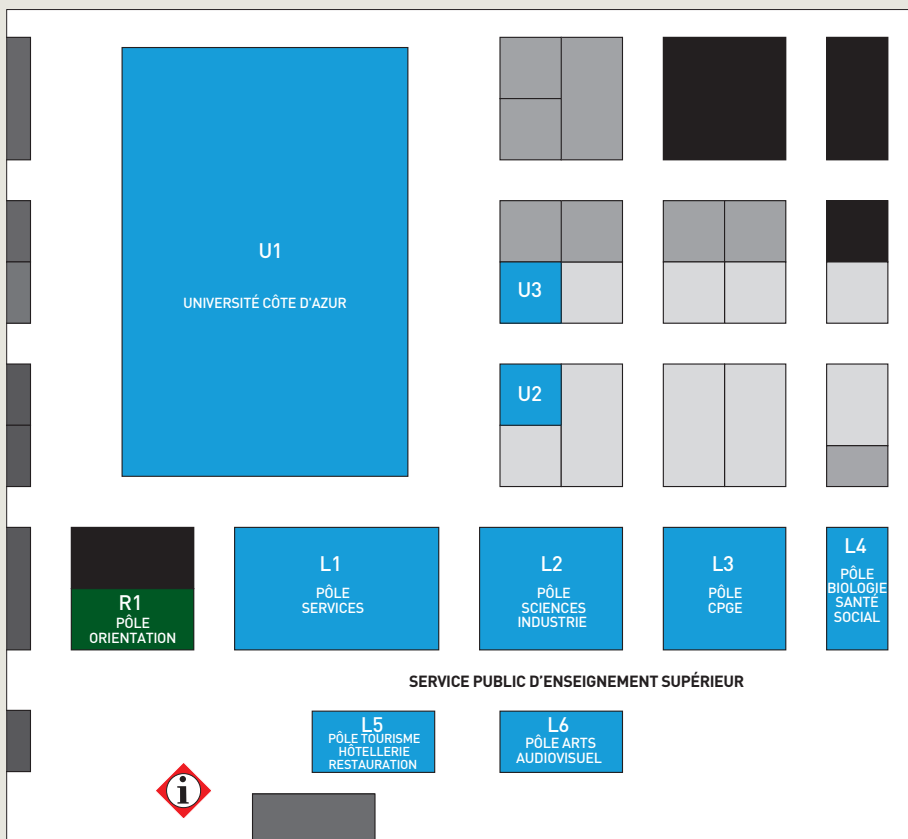 U1
UNIVERSITÉ CÔTE D'AZUR
U3
U2
R1
PÔLE
ORIENTATION
L1
PÔLE
SERVICES
L2
PÔLE
SCIENCES
INDUSTRIE
L3
PÔLE
CPGE
L4
PÔLE
BIOLOGIE
SANTÉ
SOCIAL
SERVICE PUBLIC D'ENSEIGNEMENT SUPÉRIEUR
L5
PÔLE TOURISME
HÔTELLERIE
RESTAURATION
L6
PÔLE ARTS
AUDIOVISUEL
i